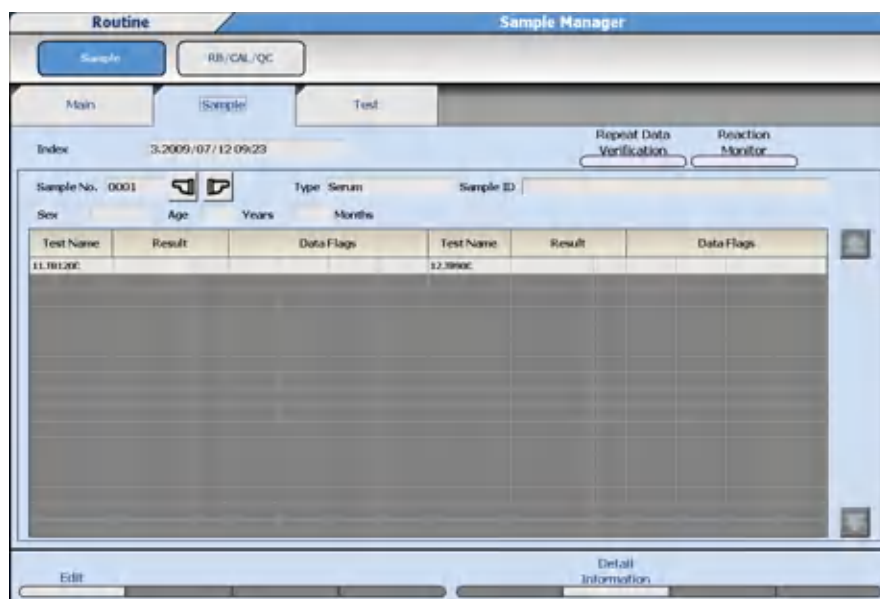 Routine
Sample Manager
Sample
RB/CAL/QC
Main
Sample
Test
Index
3.2009/07/12 09:23
Repeat Data
Verification
Reaction
Monitor
Sample No. 0001
Type Serum
Sample ID
Sex
Age
Years
Months
Test Name Result Data Flags Test Name Result Data Flags
Edit
Detail
Information